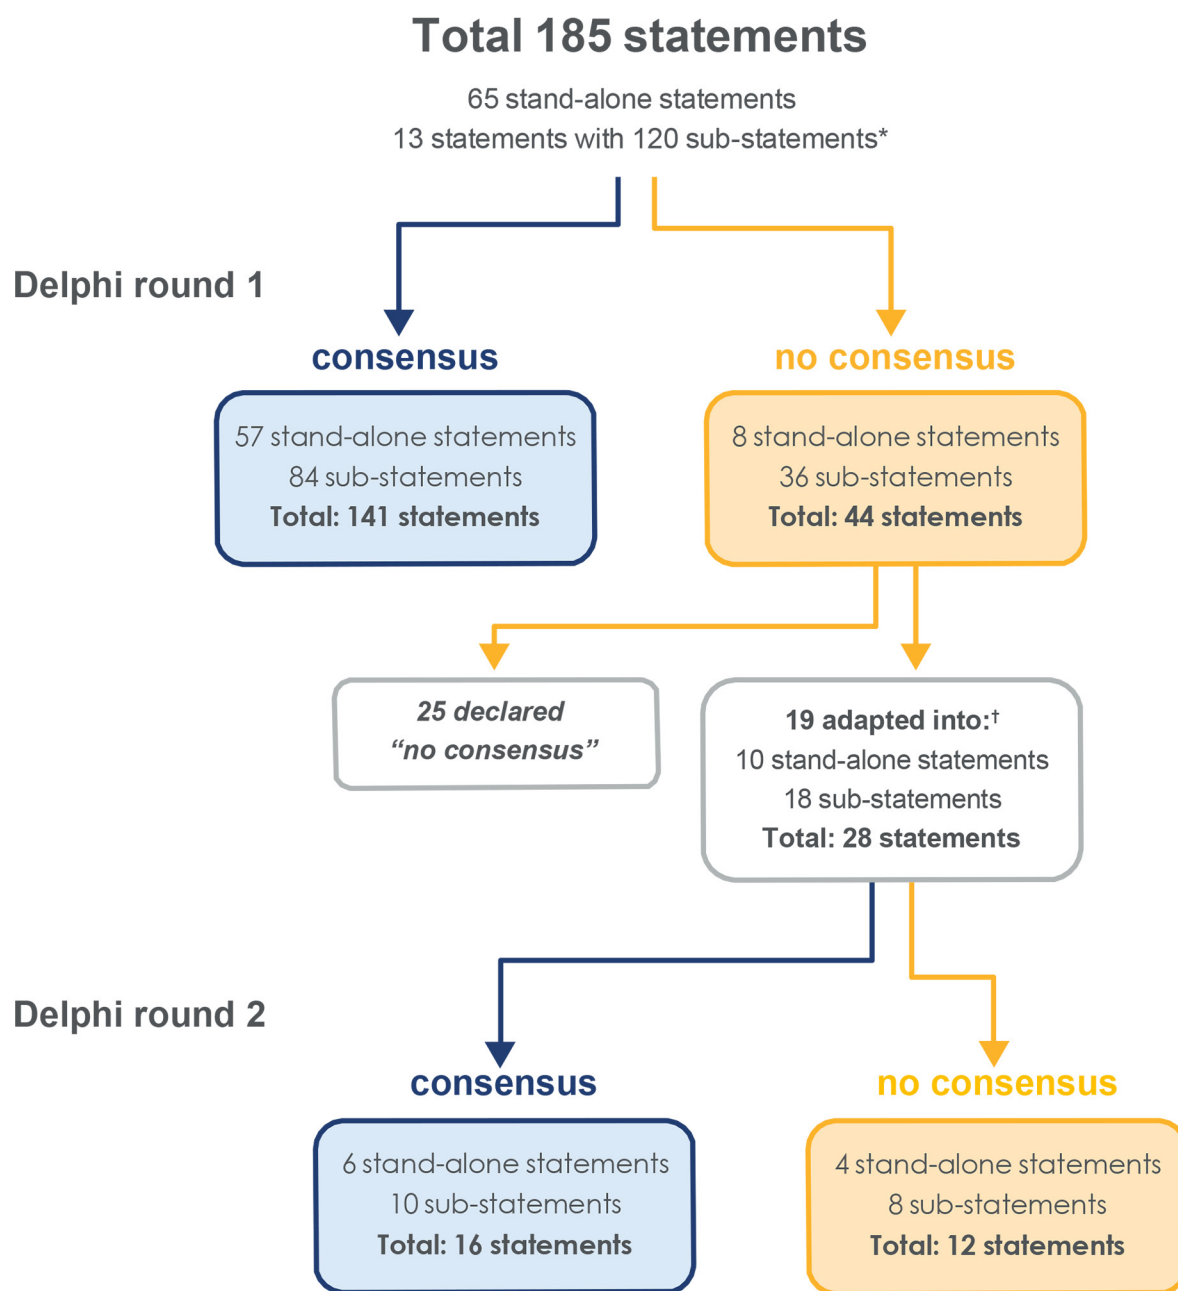 Total 185 statements
65 stand-alone statements
13 statements with 120 sub-statements*
Delphi round 1
consensus
57 stand-alone statements
84 sub-statements
Total: 141 statements
no consensus
8 stand-alone statements
36 sub-statements
Total: 44 statements
25 declared
“no consensus”
19 adapted into:†
10 stand-alone statements
18 sub-statements
Total: 28 statements
Delphi round 2
consensus
6 stand-alone statements
10 sub-statements
Total: 16 statements
no consensus
4 stand-alone statements
8 sub-statements
Total: 12 statements